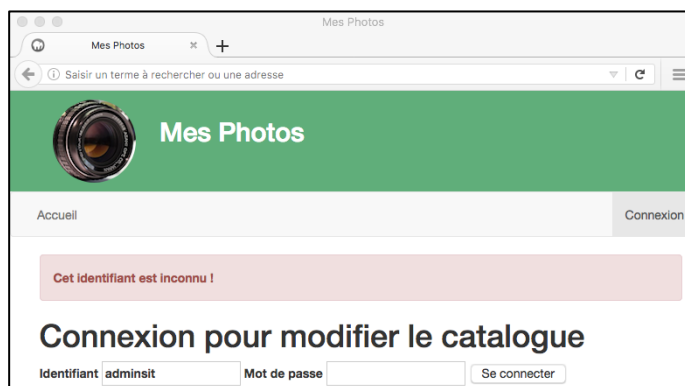 Mes Photos
Mes Photos
Saisir un terme à rechercher ou une adresse
Mes Photos
Accueil Connexion
Cet identifiant est inconnu !
Connexion pour modifier le catalogue
Identifiant adminsit Mot de passe Se connecter